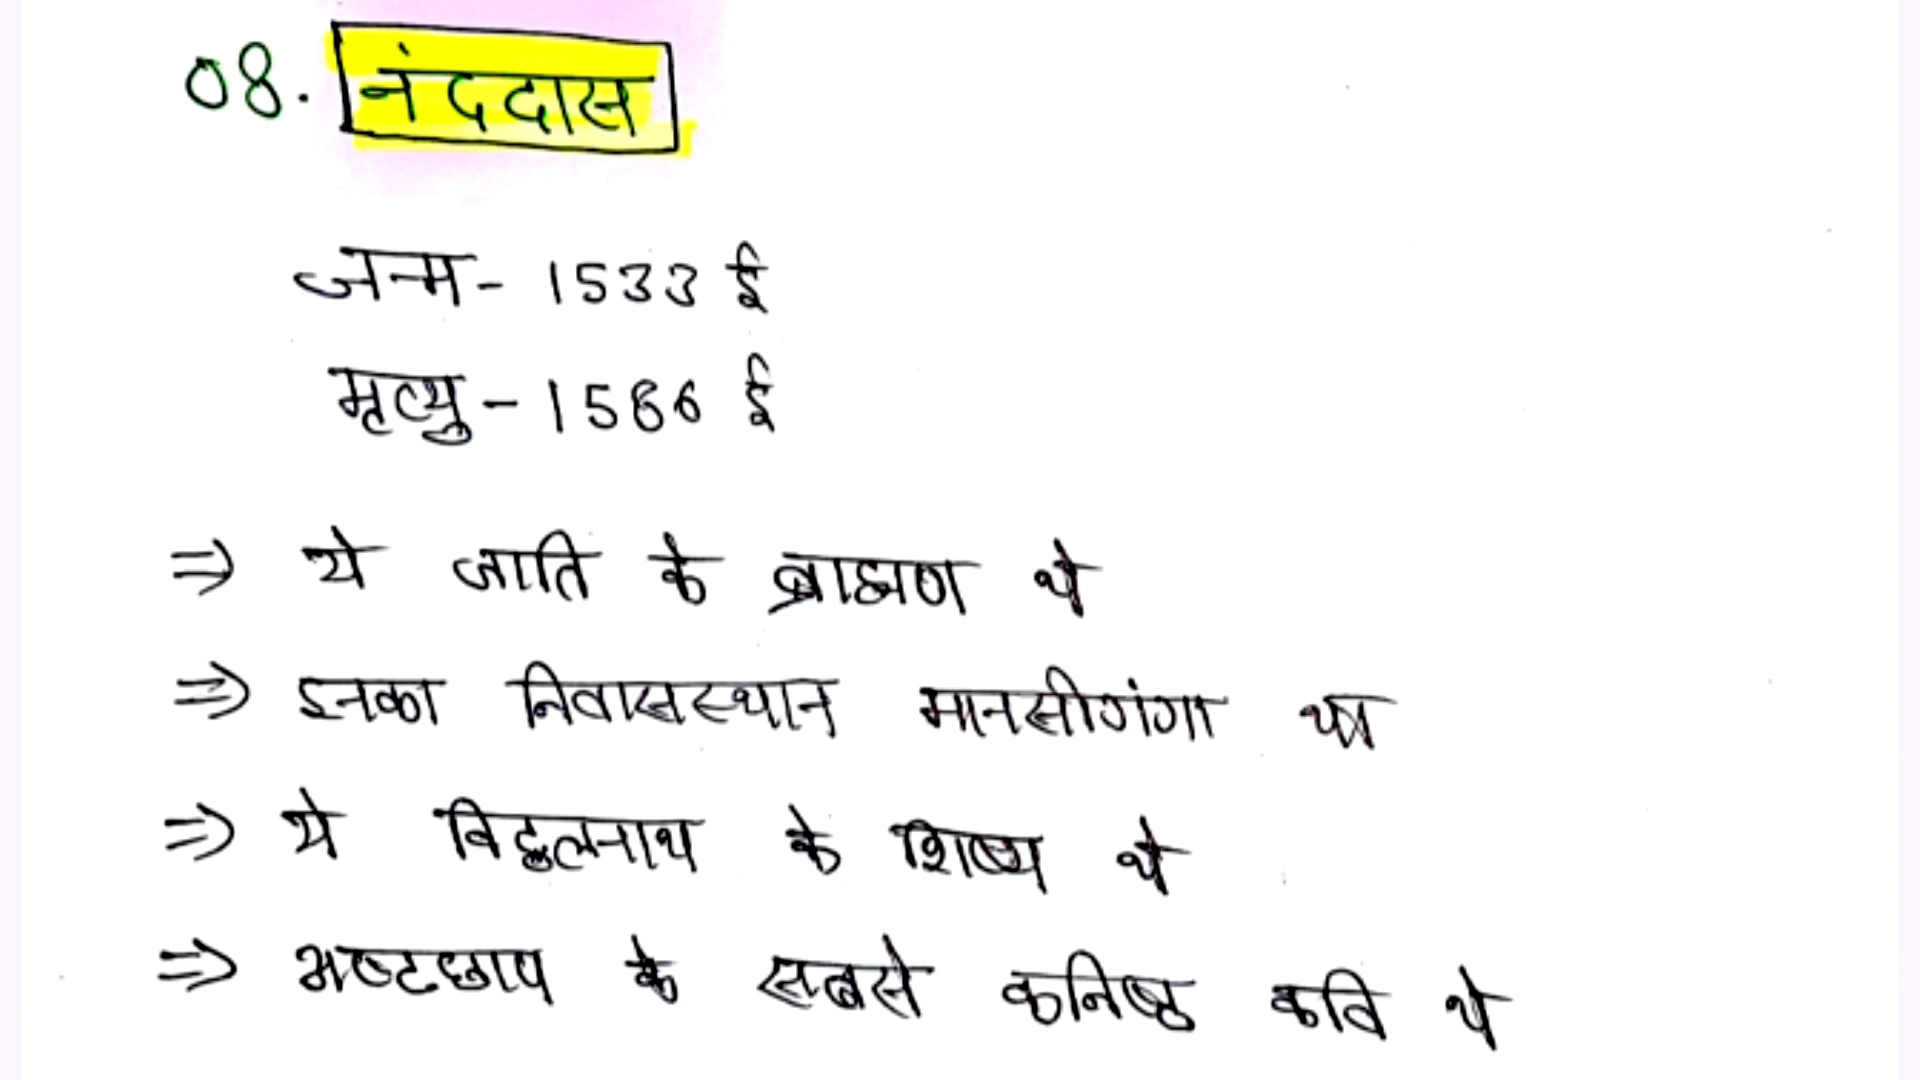 08. नंददास
जन्म - 1533 ई
मृत्यु - 1586 ई
⇒ ये जाति के ब्राह्मण थे
⇒ इनका निवासस्थान मानसीगंगा था
⇒ ये विट्ठलनाथ के शिष्य थे
⇒ अष्टछाप के सबसे कनिष्ठ कवि थे